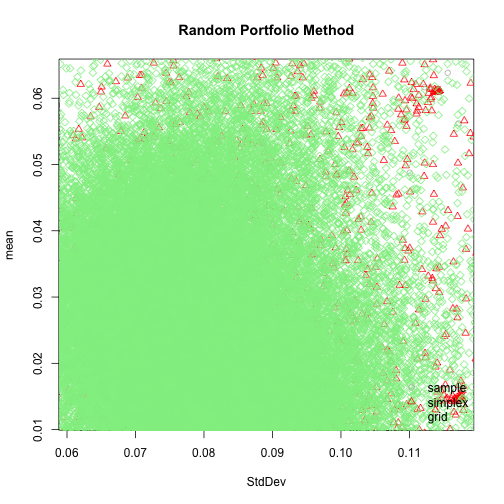 Random Portfolio Method
mean
0.06
0.05
0.04
0.03
0.02
0.01
sample
simplex
grid
0.06 0.07 0.08 0.09 0.10 0.11
StdDev